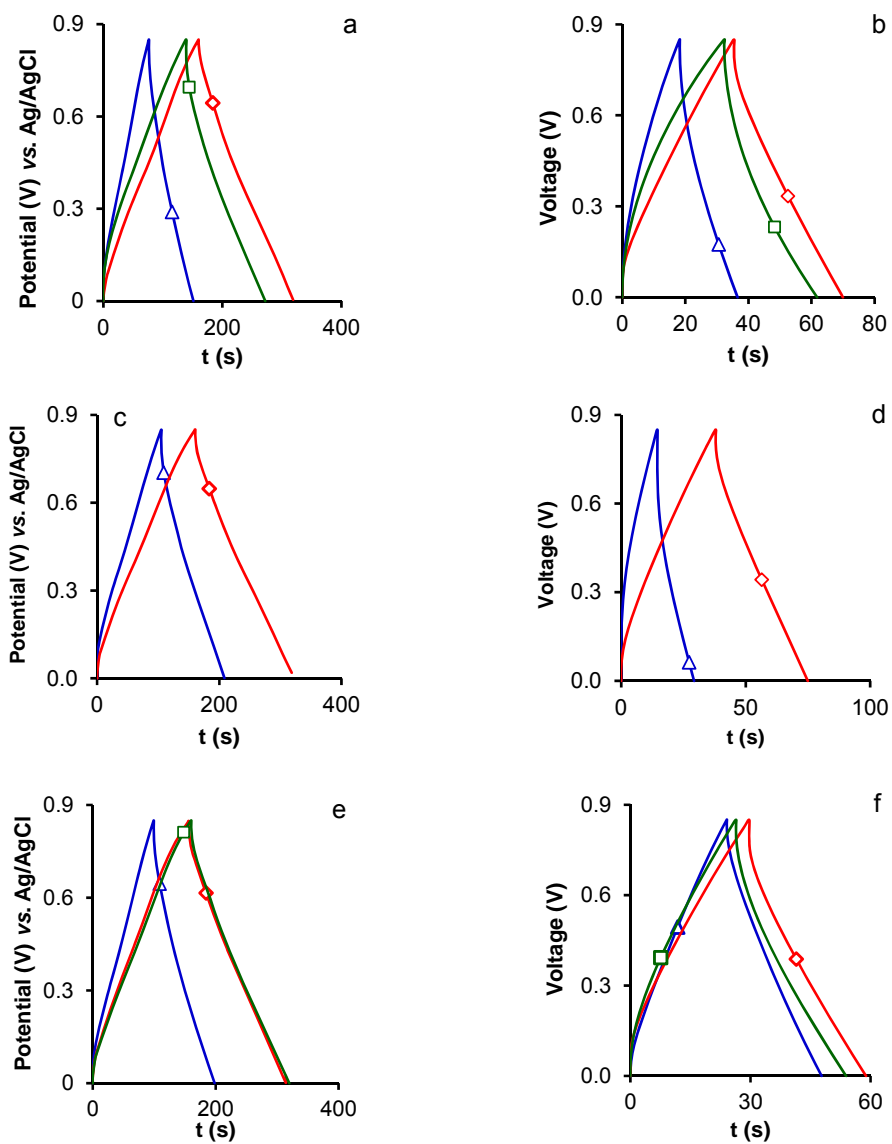 a
0.9
0.6
0.3
0
0 200 400
t (s)
Potential (V) vs. Ag/AgCl
b
0.9
0.6
0.3
0.0
0 20 40 60 80
t (s)
Voltage (V)
c
0.9
0.6
0.3
0.0
0 200 400
t (s)
Potential (V) vs. Ag/AgCl
d
0.9
0.6
0.3
0.0
0 50 100
t (s)
Voltage (V)
e
0.9
0.6
0.3
0
0 200 400
t (s)
Potential (V) vs. Ag/AgCl
f
0.9
0.6
0.3
0.0
0 30 60
t (s)
Voltage (V)